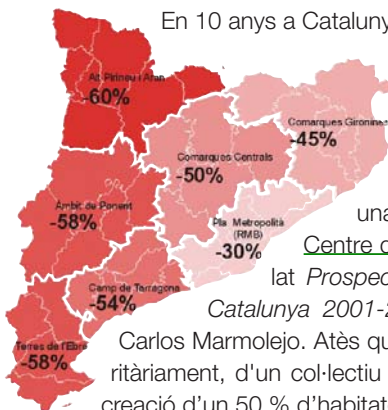 En 10 anys a Cataluny
Alt Pirineu i Aran
-60%
Comarques Gironines
-45%
Comarques Centrals
-50%
Àmbit de Ponent
-58%
Pla Metropolità
(RMB)
-30%
Camp de Tarragona
-54%
Terres de l'Ebre
-58%
una
Centre d
lat Prospec
Catalunya 2001-2
Carlos Marmolejo. Atès qu
ritàriament, d'un col·lectiu
creació d'un 50 % d'habitat